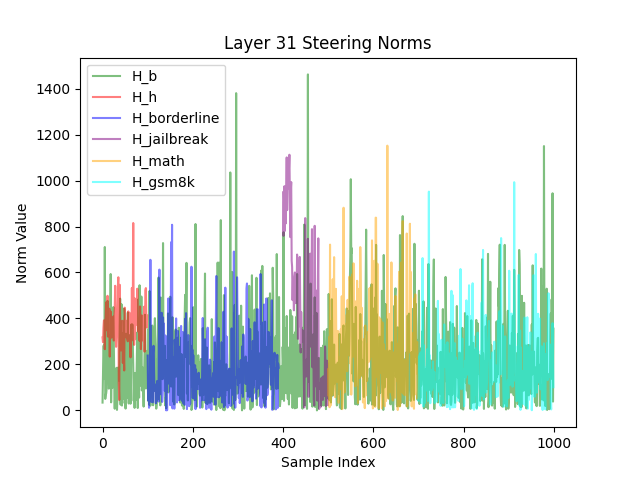 Layer 31 Steering Norms
H_b
H_h
H_borderline
H_jailbreak
H_math
H_gsm8k
Norm Value
1400
1200
1000
800
600
400
200
0
0 200 400 600 800 1000
Sample Index